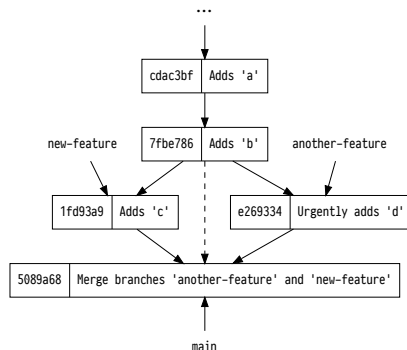 ...
cdac3bf Adds 'a'
7fbe786 Adds 'b'
new-feature
another-feature
1fd93a9 Adds 'c'
e269334 Urgently adds 'd'
5089a68 Merge branches 'another-feature' and 'new-feature'
main